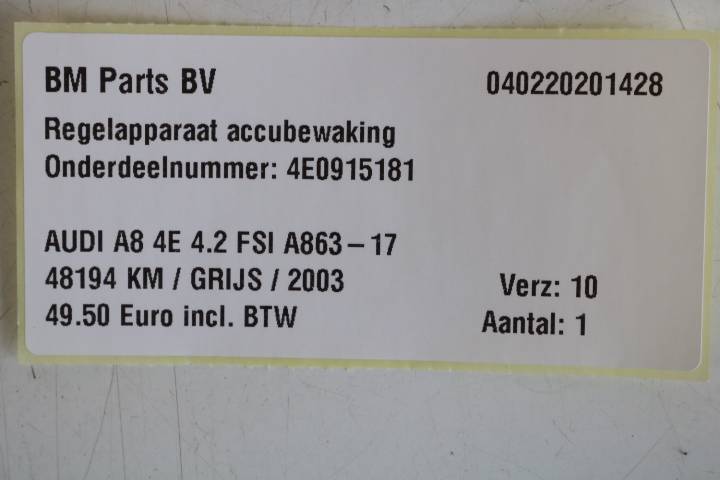 BM Parts BV 040220201428
Regelapparaat accubewaking
Onderdeelnummer: 4E0915181
AUDI A8 4E 4.2 FSI A863-17
48194 KM / GRIJS / 2003 Verz: 10
49.50 Euro incl. BTW Aantal: 1